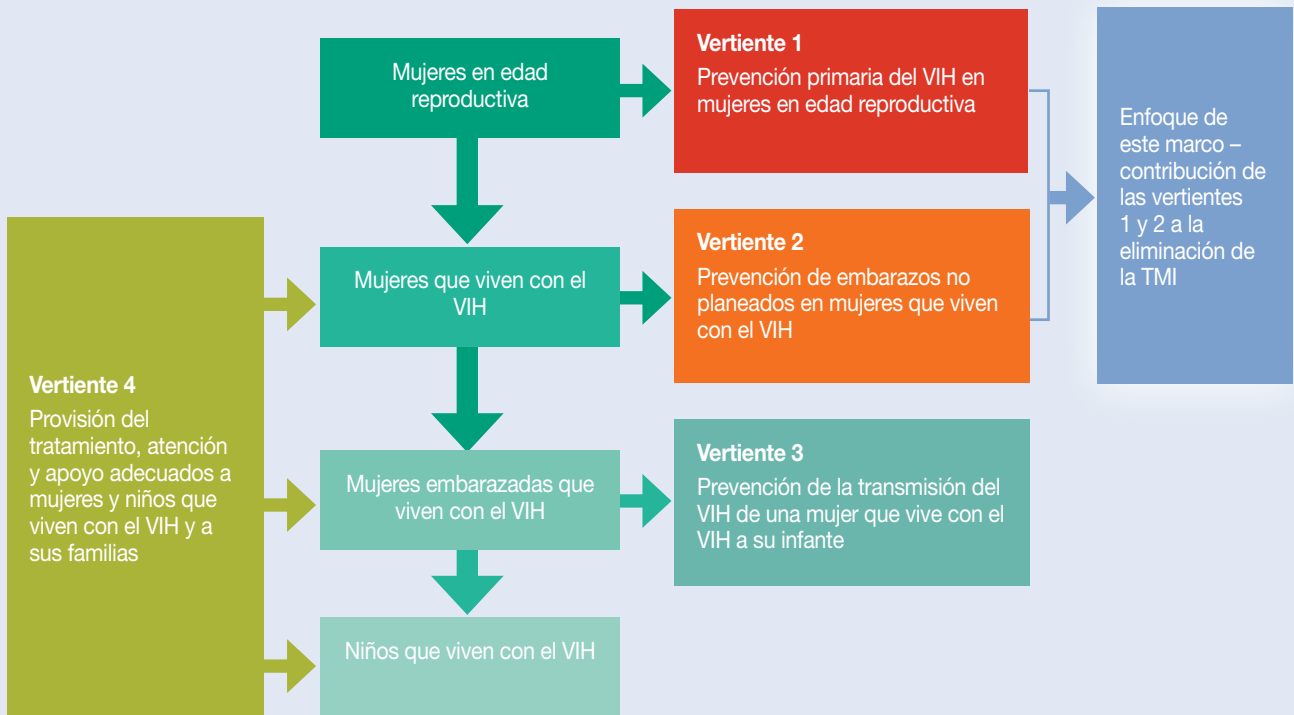 Mujeres en edad
reproductiva
Vertiente 1
Prevención primaria del VIH en
mujeres en edad reproductiva
Enfoque de
este marco –
contribución de
las vertientes
1 y 2 a la
eliminación de
la TMI
Mujeres que viven con el
VIH
Vertiente 2
Prevención de embarazos no
planeados en mujeres que viven
con el VIH
Vertiente 4
Provisión del
tratamiento, atención
y apoyo adecuados a
mujeres y niños que
viven con el VIH y a
sus familias
Mujeres embarazadas que
viven con el VIH
Vertiente 3
Prevención de la transmisión del
VIH de una mujer que vive con el
VIH a su infante
Niños que viven con el VIH